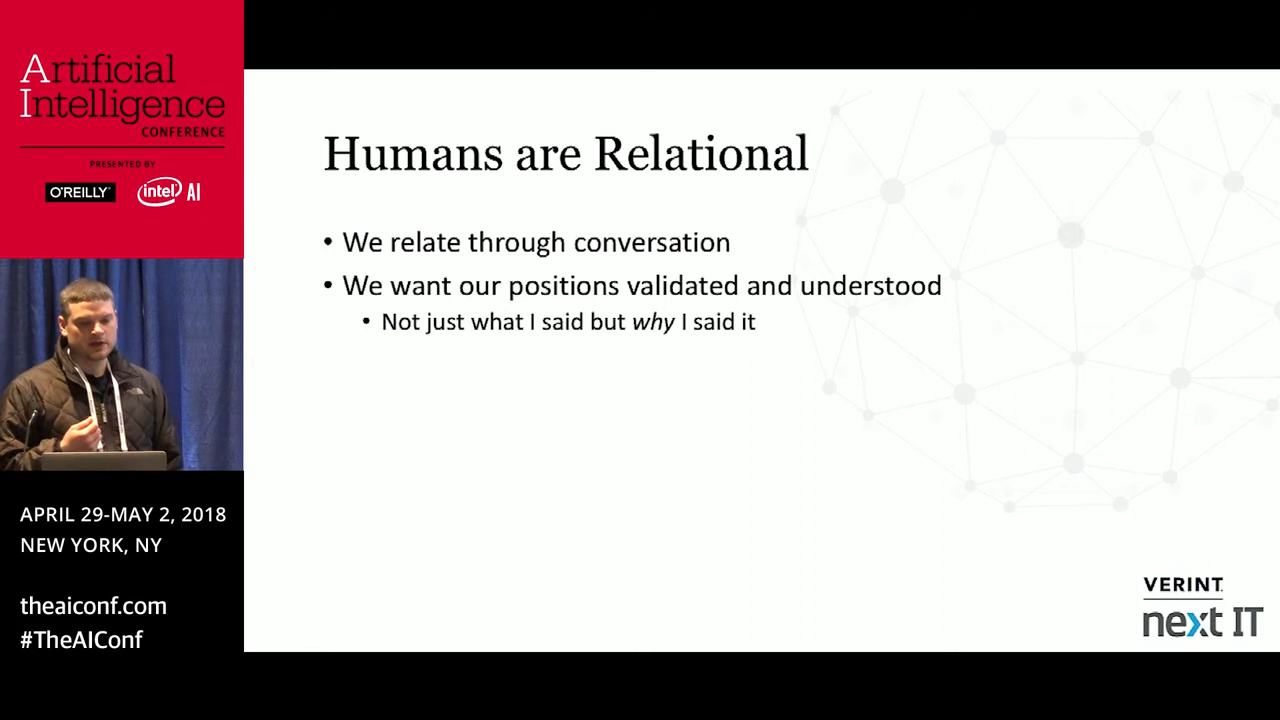 Artificial
Intelligence
CONFERENCE
PRESENTED BY
O'REILLY
intel AI
APRIL 29-MAY 2, 2018
NEW YORK, NY
theaiconf.com
#TheAIConf
Humans are Relational
• We relate through conversation
• We want our positions validated and understood
• Not just what I said but why I said it
VERINT
next IT